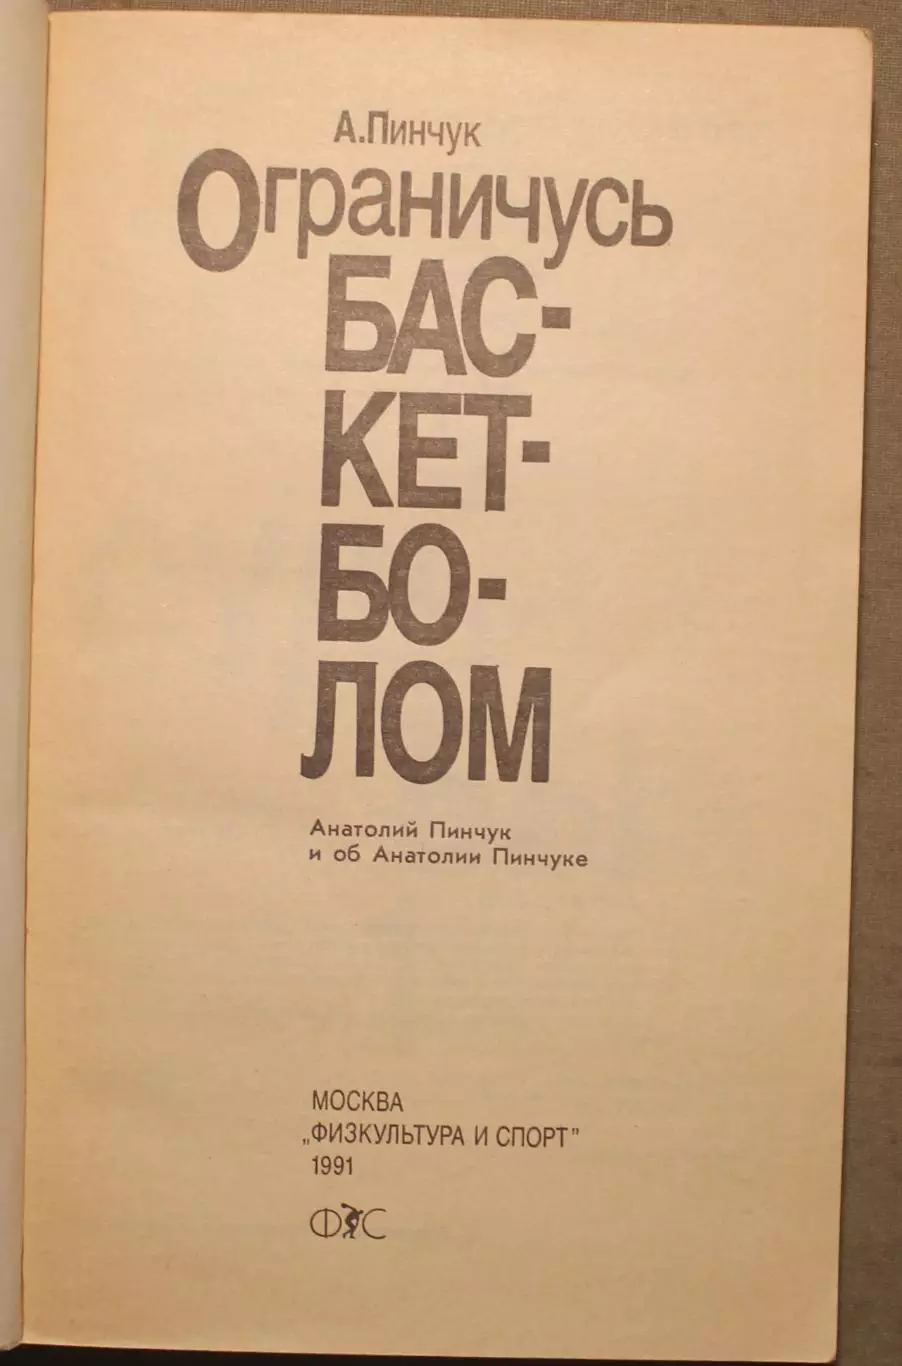 А.Пинчук
Ограничусь
БАС-
КЕТ-
БО-
ЛОМ
Анатолий Пинчук
и об Анатолии Пинчуке
МОСКВА
„ФИЗКУЛЬТУРА И СПОРТ”
1991
ФиС